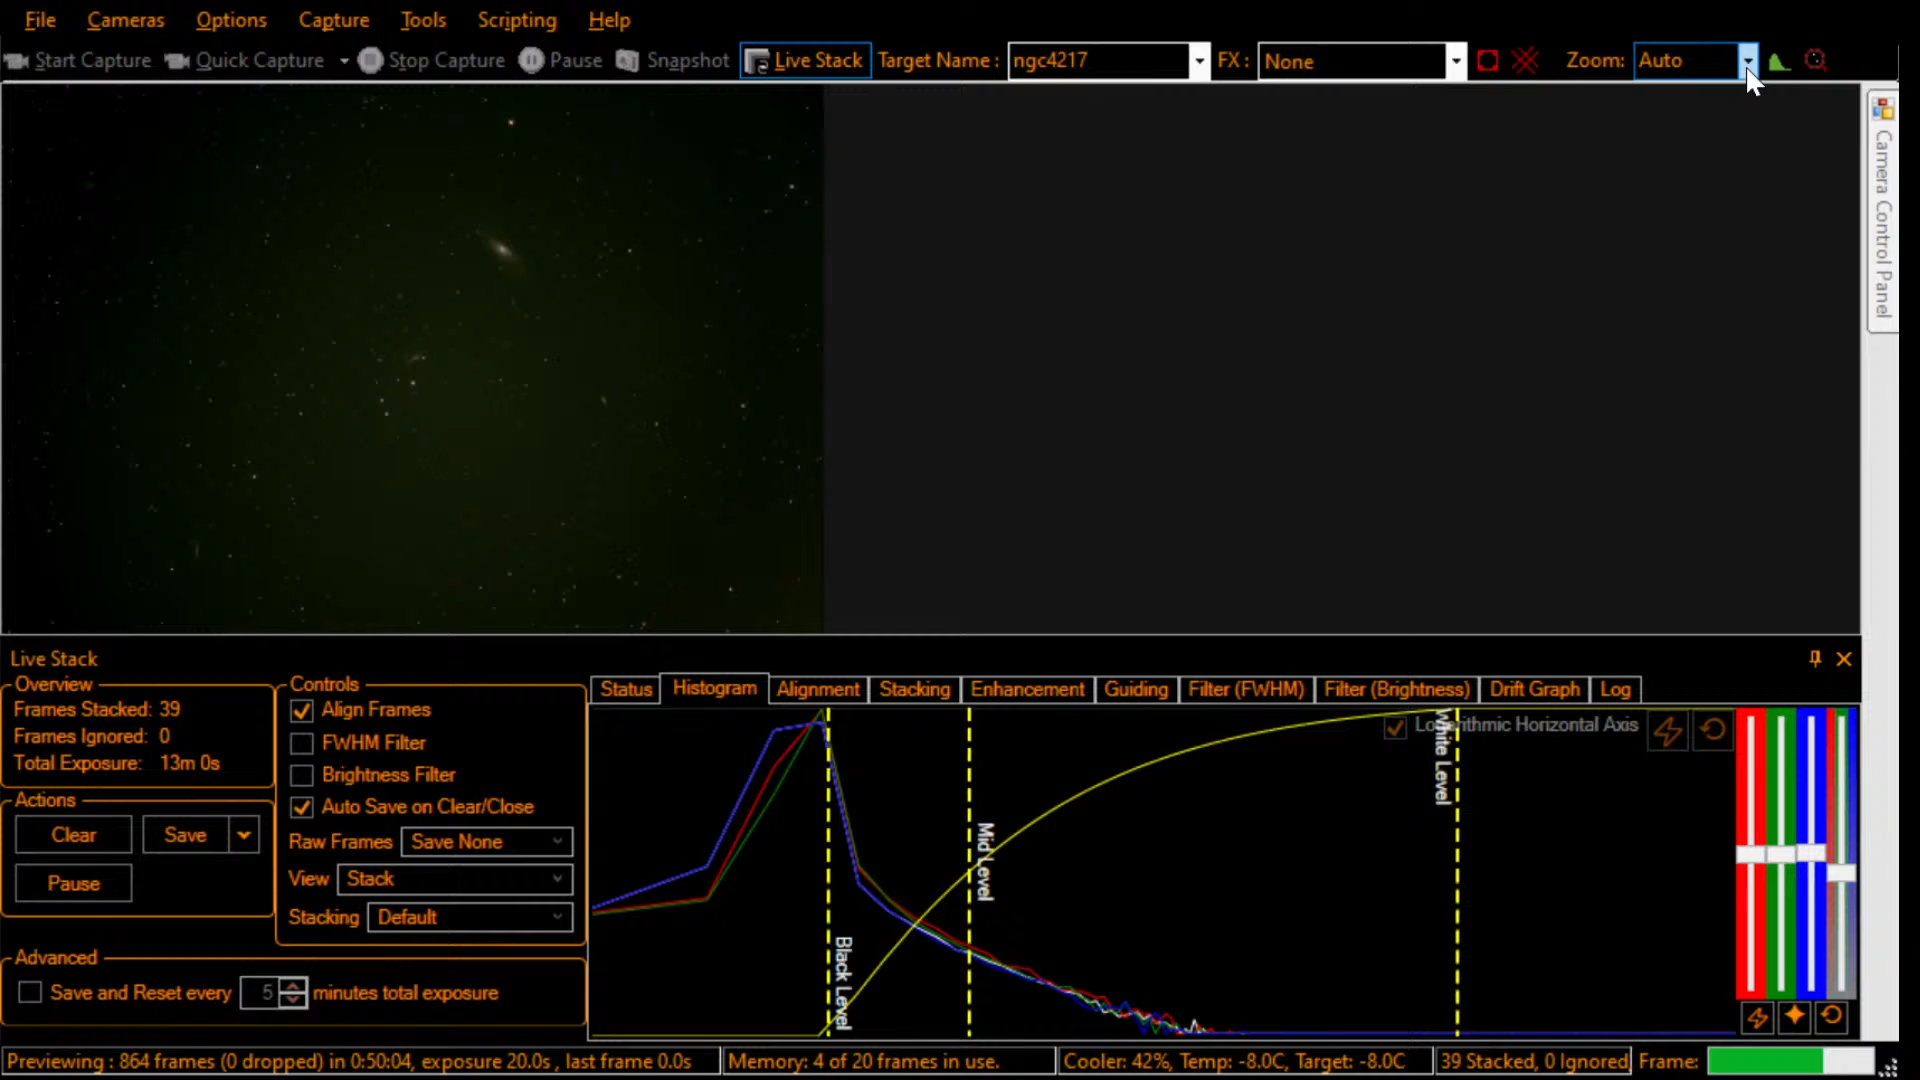 File Cameras Options Capture Tools Scripting Help
Start Capture Quick Capture Stop Capture Pause Snapshot Live Stack Target Name : ngc4217 FX : None Zoom: Auto
Camera Control Panel
Live Stack
Overview
Frames Stacked: 39
Frames Ignored: 0
Total Exposure: 13m 0s
Actions
Clear Save
Pause
Controls
Align Frames
FWHM Filter
Brightness Filter
Auto Save on Clear/Close
Raw Frames Save None
View Stack
Stacking Default
Advanced
Save and Reset every 5 minutes total exposure
Status Histogram Alignment Stacking Enhancement Guiding Filter (FWHM) Filter (Brightness) Drift Graph Log
Logarithmic Horizontal Axis
Black Level
Mid Level
White Level
Previewing : 864 frames (0 dropped) in 0:50:04, exposure 20.0s , last frame 0.0s Memory: 4 of 20 frames in use. Cooler: 42%, Temp: -8.0C, Target: -8.0C 39 Stacked, 0 Ignored, Frame: